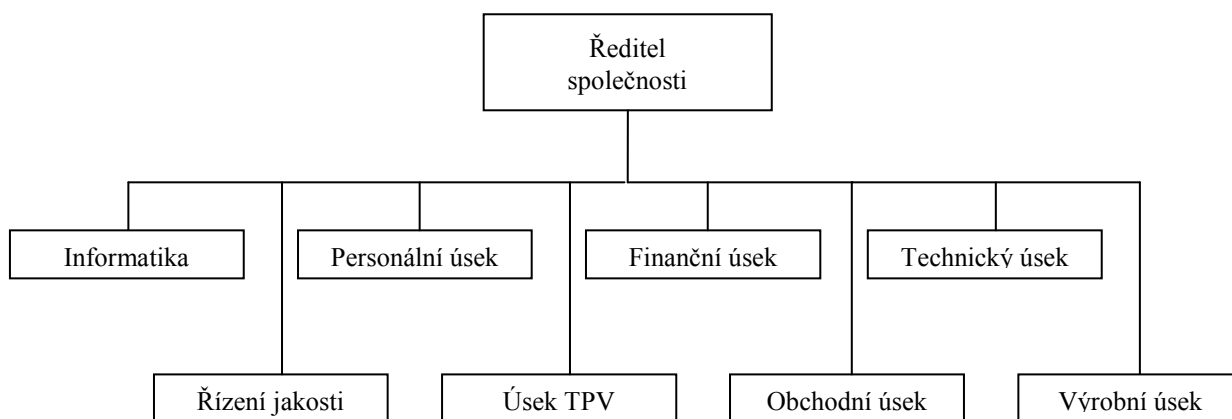 Ředitel
společnosti
Informatika
Personální úsek
Finanční úsek
Technický úsek
Řízení jakosti
Úsek TPV
Obchodní úsek
Výrobní úsek